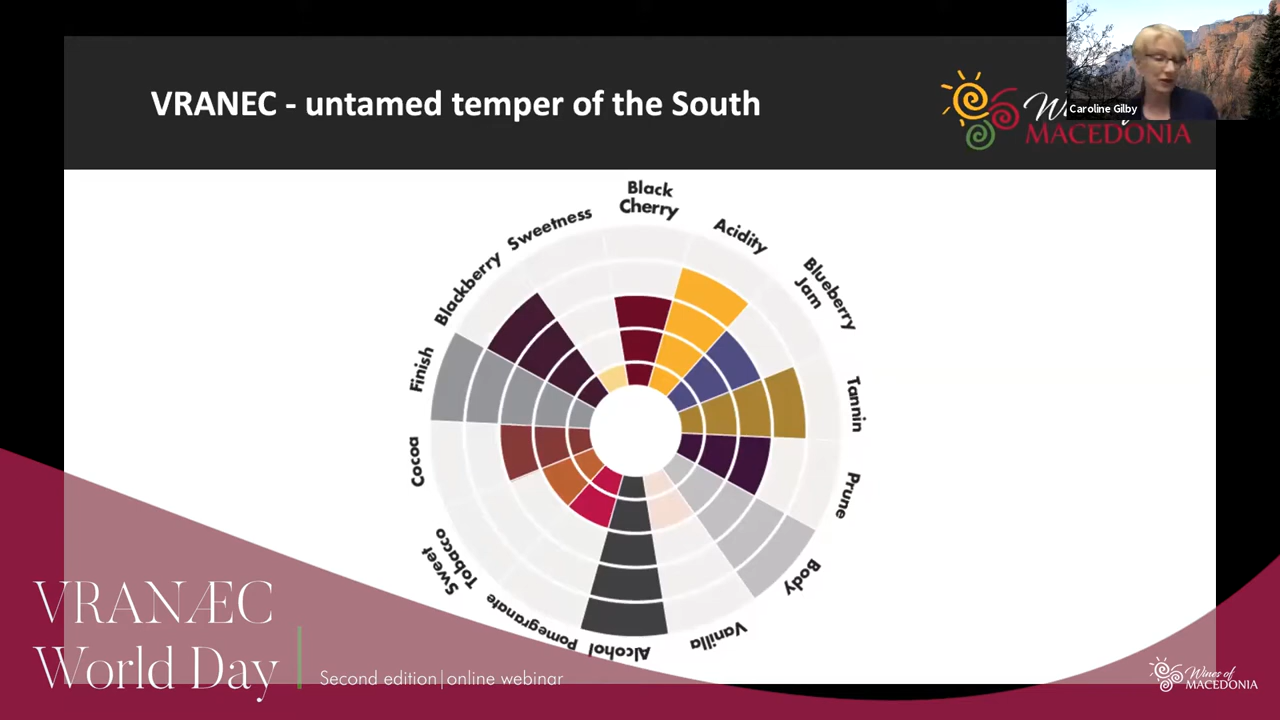 VRANEC - untamed temper of the South
MACEDONIA
Caroline Gilby
Black
Cherry
Acidity
Blueberry
Jam
Tannin
Prune
Body
Vanilla
Alcohol
Pomegranate
Sweet
Tobacco
Cocoa
Finish
Blackberry
Sweetness
VRANÆC
World Day
Second edition|online webinar
Wines of
MACEDONIA